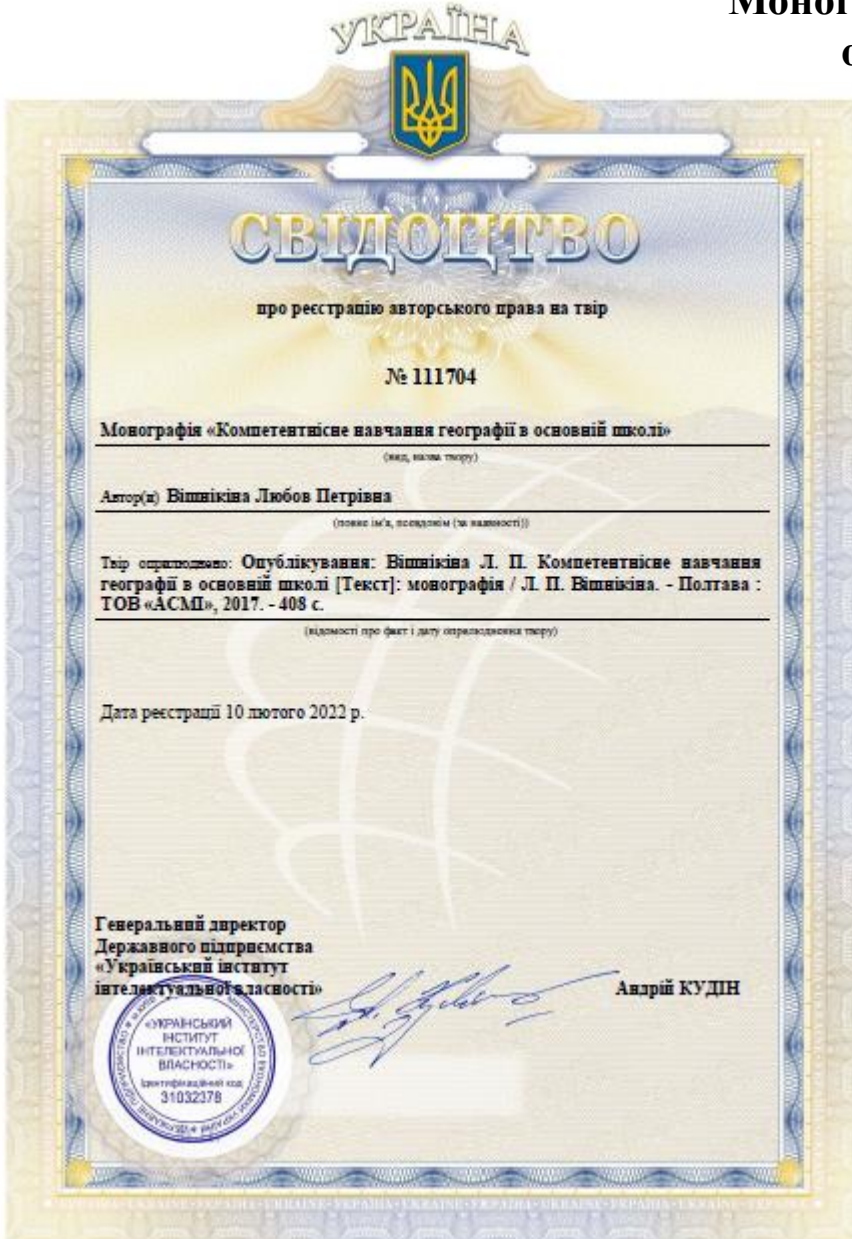 Моног
о
УКРАЇНА
СВІДОЦТВО
про реєстрацію авторського права на твір
№ 111704
Монографія «Компетентнісне навчання географії в основній школі»
(вид, назва твору)
Автор(и) Вішнікіна Любов Петрівна
(повне ім'я, псевдонім (за наявності))
Твір оприлюднено: Опублікування: Вішнікіна Л. П. Компетентнісне навчання
географії в основній школі [Текст]: монографія / Л. П. Вішнікіна. - Полтава :
ТОВ «АСМІ», 2017. - 408 с.
(відомості про факт і дату оприлюднення твору)
Дата реєстрації 10 лютого 2022 р.
Генеральний директор
Державного підприємства
«Український інститут
інтелектуальної власності»
Андрій КУДІН
«УКРАЇНСЬКИЙ
ІНСТИТУТ
ІНТЕЛЕКТУАЛЬНОЇ
ВЛАСНОСТІ»
Ідентифікаційний код
31032378